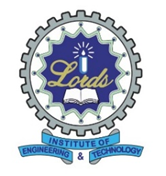 Lords
INSTITUTE OF
ENGINEERING & TECHNOLOGY